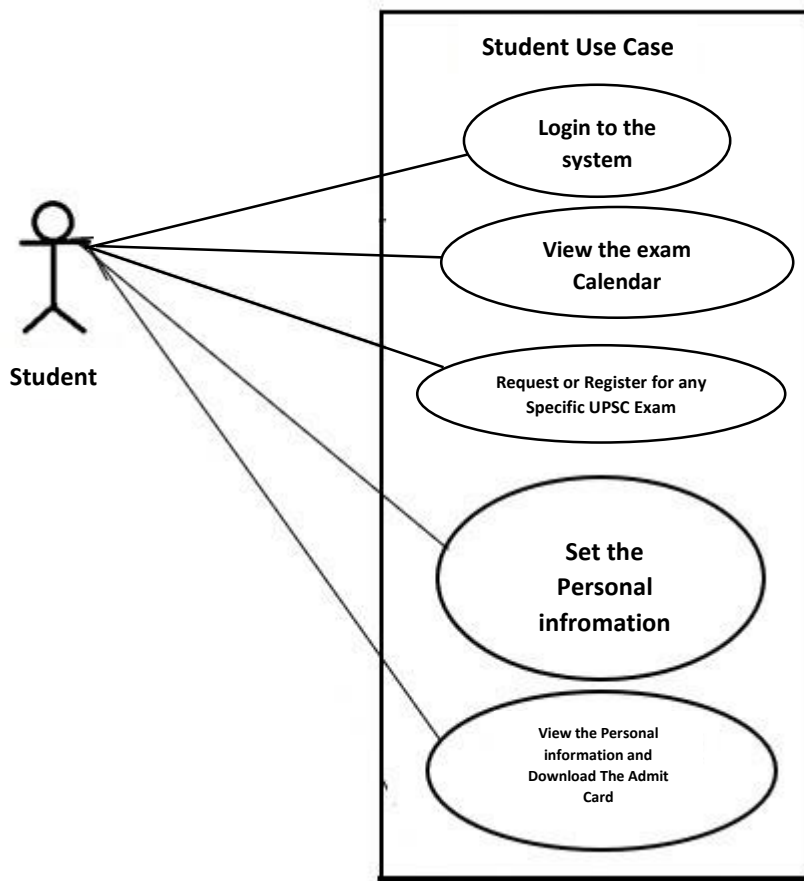 Student Use Case
Login to the
system
View the exam
Calendar
Student
Request or Register for any
Specific UPSC Exam
Set the
Personal
infromation
View the Personal
information and
Download The Admit
Card